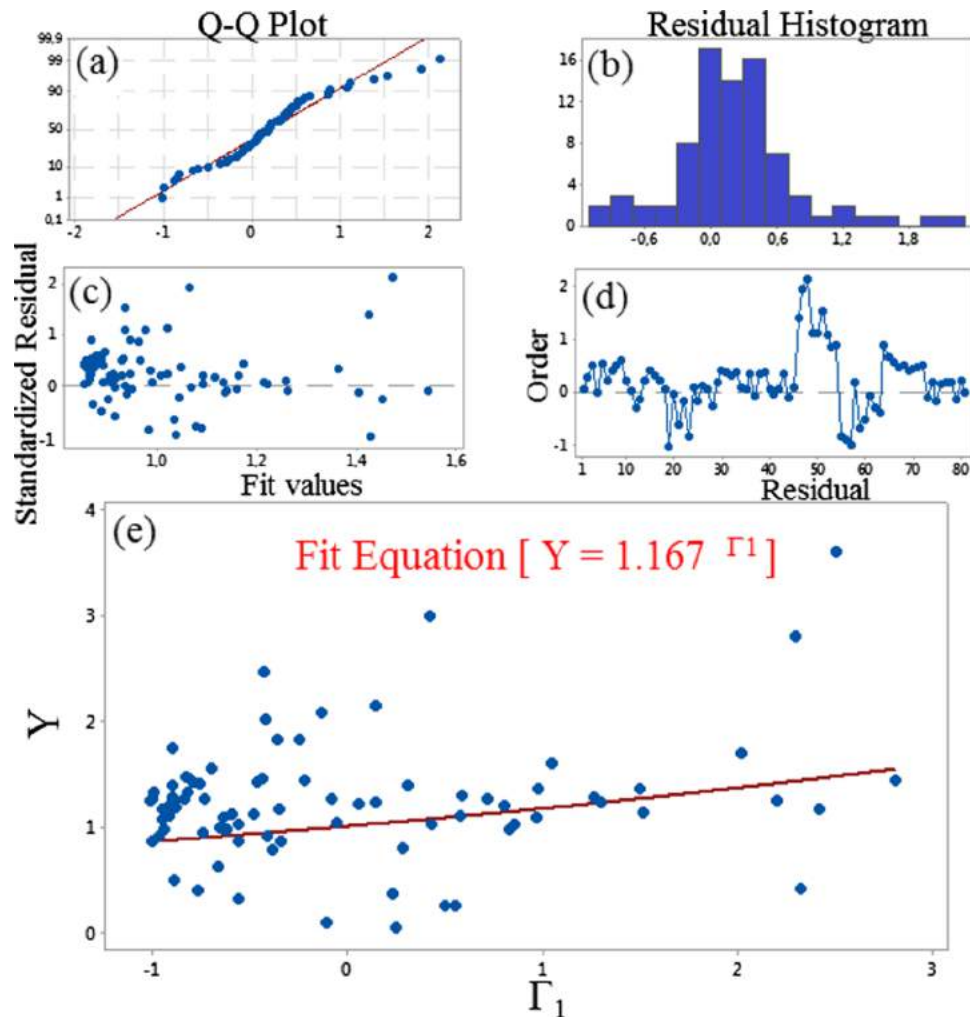 Q-Q Plot
Residual Histogram
(a)
99,9
99
90
50
10
1
0,1
-2 -1 0 1 2
(b)
16
12
8
4
0
-0,6 0,0 0,6 1,2 1,8
Standardized Residual
(c)
2
1
0
-1
1,0 1,2 1,4 1,6
Fit values
Order
(d)
2
1
0
-1
1 10 20 30 40 50 60 70 80
Residual
(e)
Fit Equation [ Y = 1.167 ^Γ1 ]
Y
4
3
2
1
0
-1 0 1 2 3
Γ₁